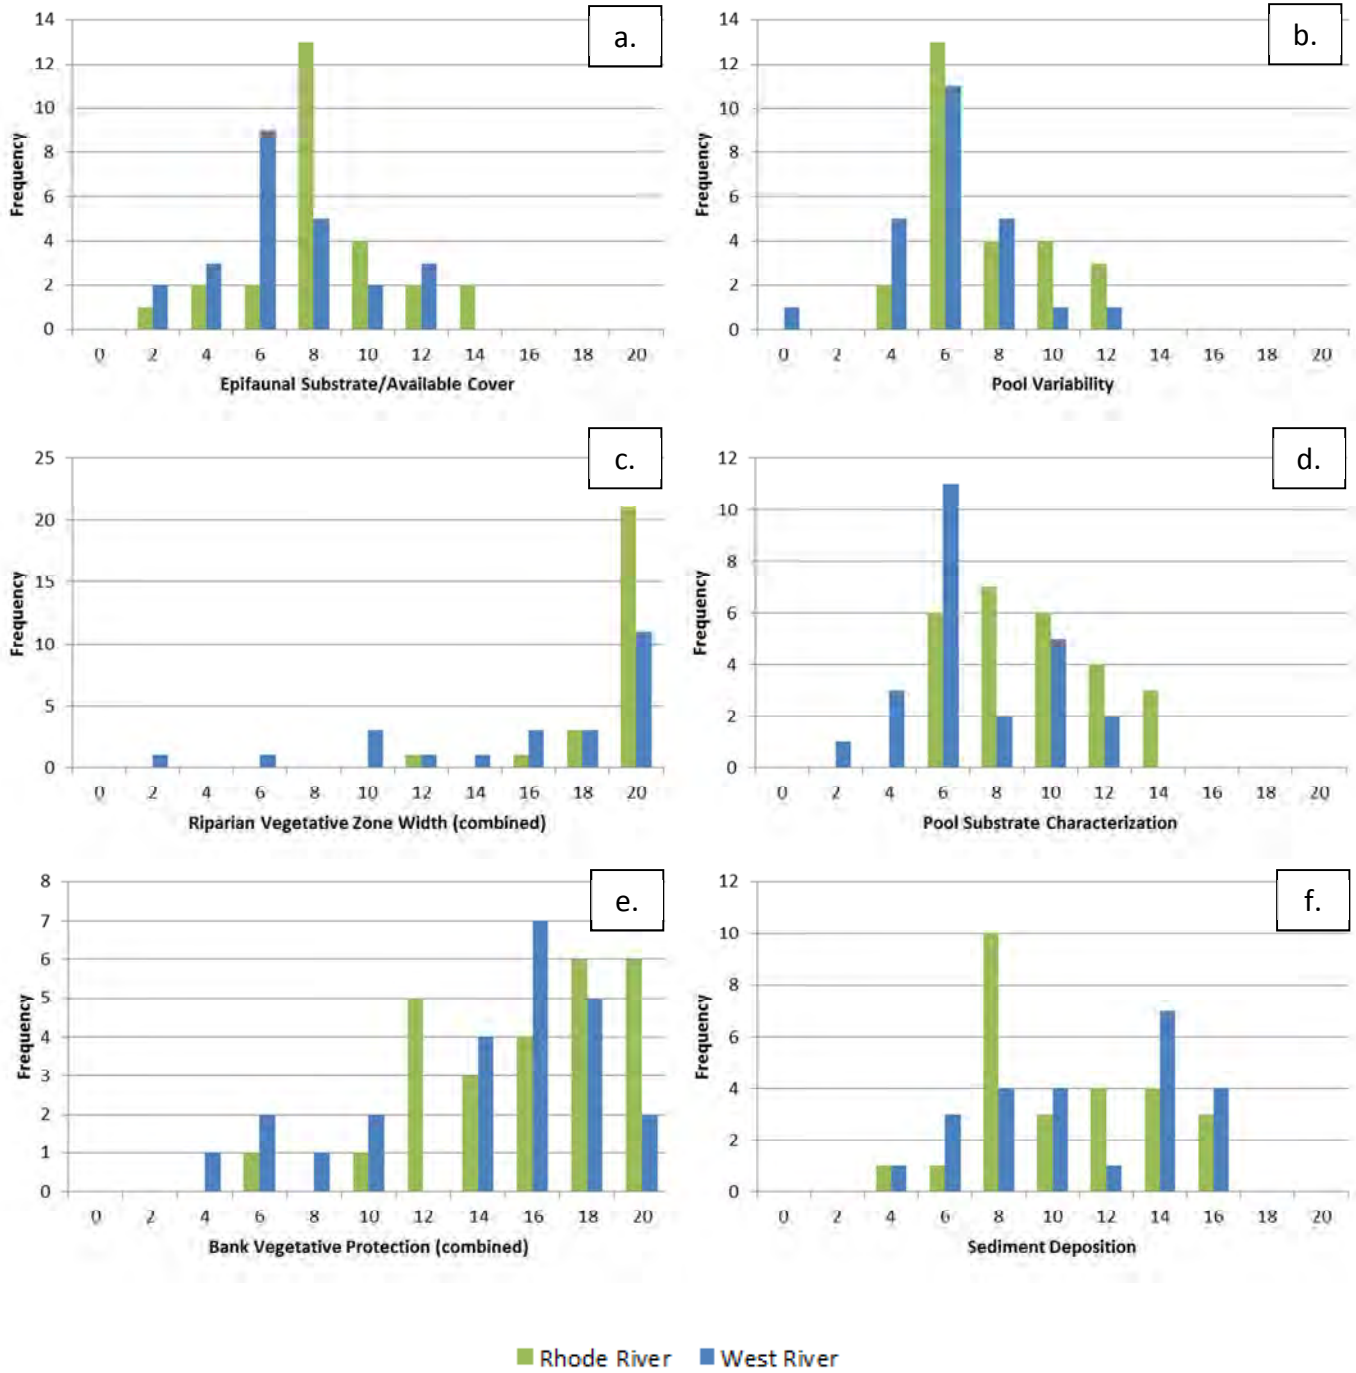 a.
14
12
10
8
6
4
2
0
Frequency
0 2 4 6 8 10 12 14 16 18 20
Epifaunal Substrate/Available Cover
b.
14
12
10
8
6
4
2
0
Frequency
0 2 4 6 8 10 12 14 16 18 20
Pool Variability
c.
25
20
15
10
5
0
Frequency
0 2 4 6 8 10 12 14 16 18 20
Riparian Vegetative Zone Width (combined)
d.
12
10
8
6
4
2
0
Frequency
0 2 4 6 8 10 12 14 16 18 20
Pool Substrate Characterization
e.
8
7
6
5
4
3
2
1
0
Frequency
0 2 4 6 8 10 12 14 16 18 20
Bank Vegetative Protection (combined)
f.
12
10
8
6
4
2
0
Frequency
0 2 4 6 8 10 12 14 16 18 20
Sediment Deposition
Rhode River West River